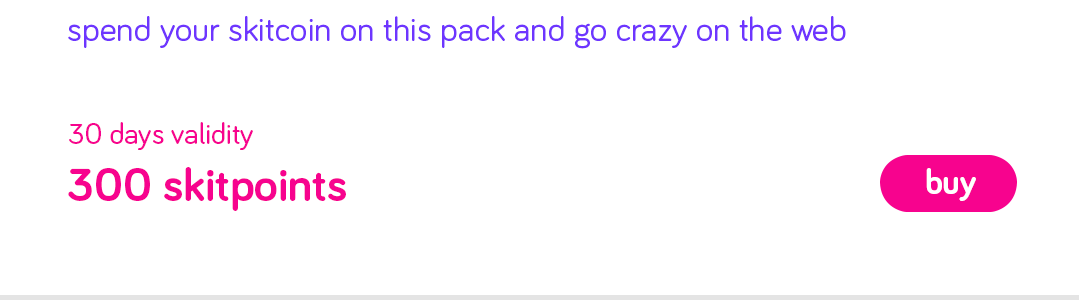 spend your skitcoin on this pack and go crazy on the web
30 days validity
300 skitpoints
buy